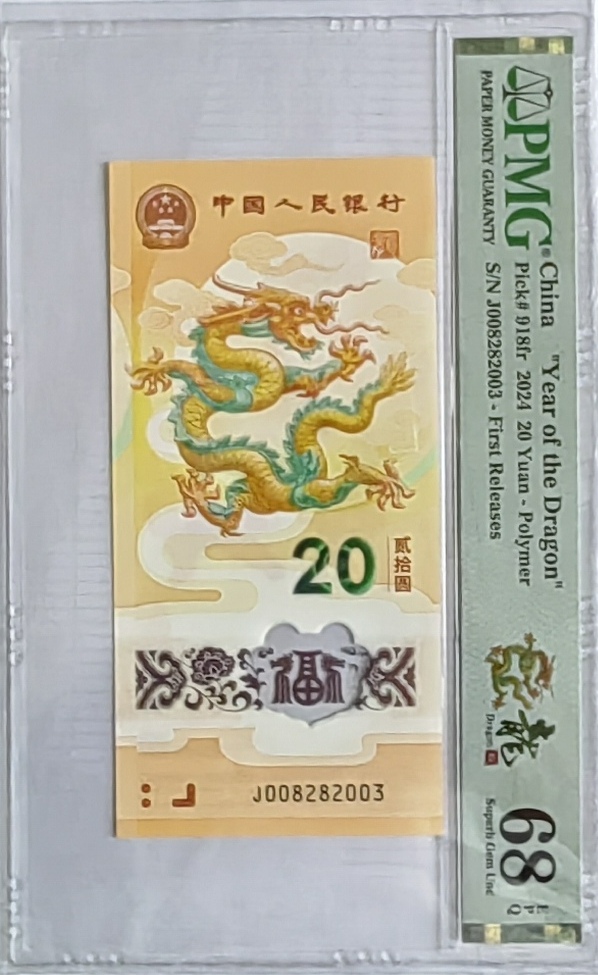 中国人民银行
20
贰拾圆
福
J008282003
PMG®
PAPER MONEY GUARANTY
China "Year of the Dragon"
Pick# 918fr 2024 20 Yuan - Polymer
S/N J008282003 - First Releases
龍
Dragon
68
EPQ
Superb Gem Unc